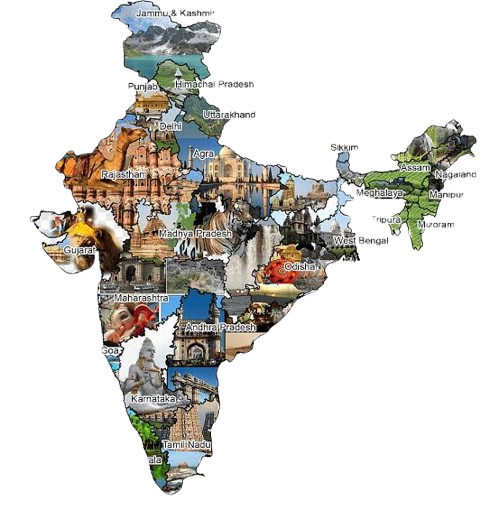 Jammu & Kashmir
Punjab
Himachal Pradesh
Uttarakhand
Delhi
Agra
Rajasthan
Sikkim
Assam
Nagaland
Meghalaya
Manipur
Tripura
Mizoram
Gujarat
Madhya Pradesh
West Bengal
Odisha
Maharashtra
Andhra Pradesh
Goa
Karnataka
Tamil Nadu
ala